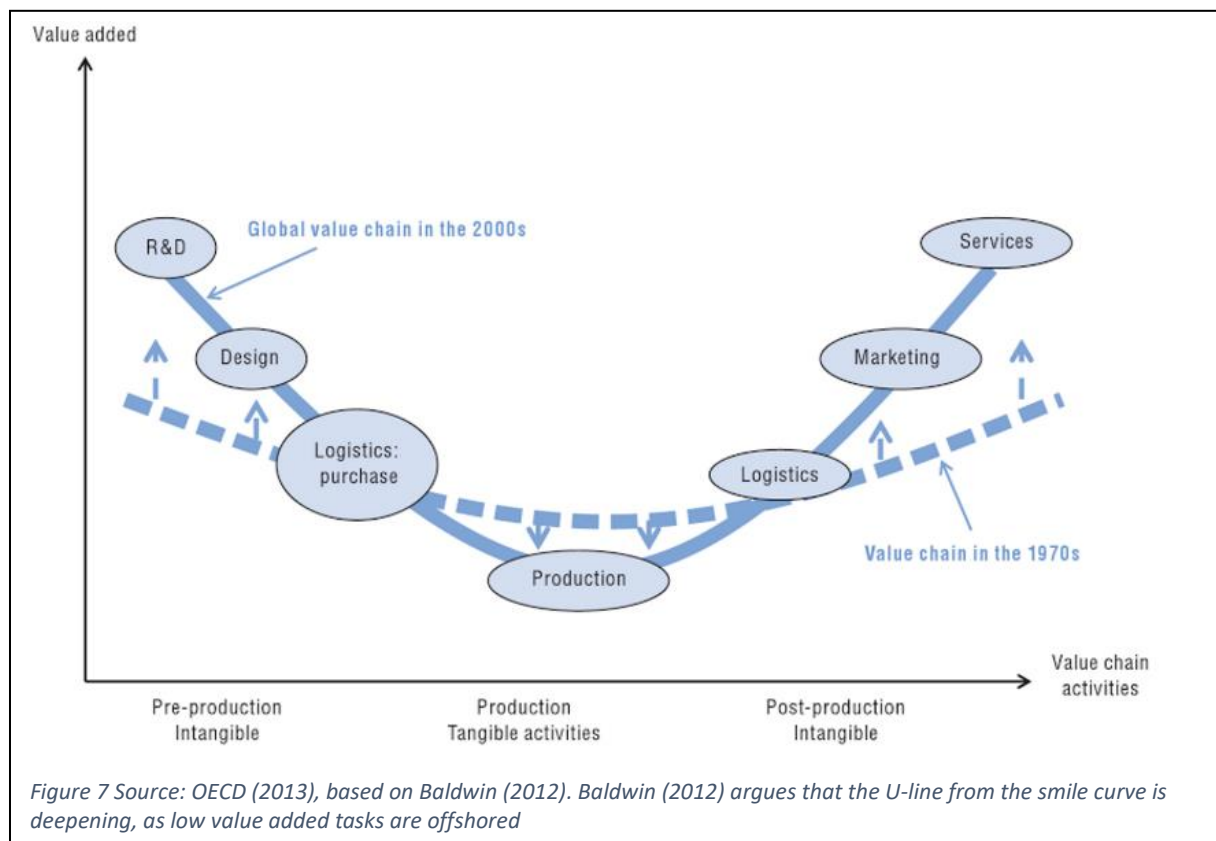 Value added
R&D
Global value chain in the 2000s
Services
Design
Marketing
Logistics:
purchase
Logistics
Value chain in the 1970s
Production
Value chain
activities
Pre-production
Intangible
Production
Tangible activities
Post-production
Intangible
Figure 7 Source: OECD (2013), based on Baldwin (2012). Baldwin (2012) argues that the U-line from the smile curve is
deepening, as low value added tasks are offshored